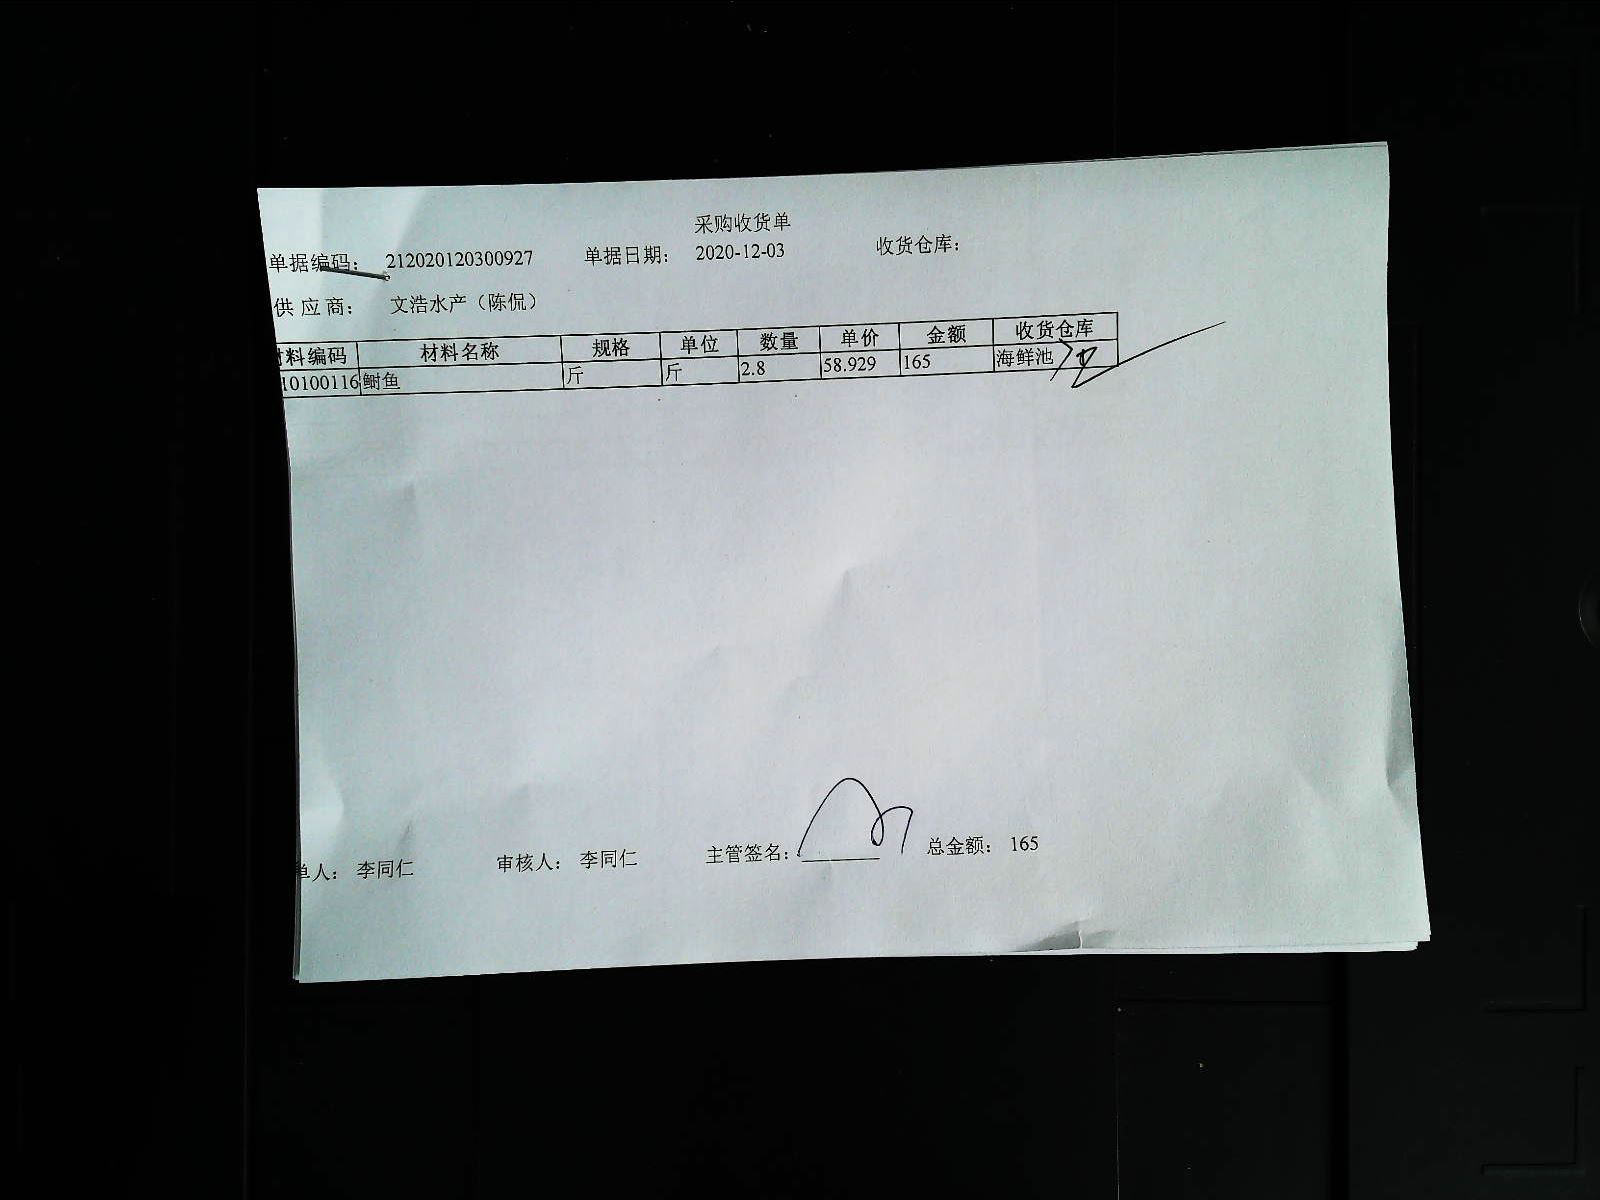 采购收货单
单据编码： 212020120300927 单据日期： 2020-12-03 收货仓库：
供应商： 文浩水产（陈侃）
材料编码 材料名称 规格 单位 数量 单价 金额 收货仓库
10100116 鲥鱼 斤 斤 2.8 58.929 165 海鲜池
单人： 李同仁 审核人： 李同仁 主管签名： 总金额： 165